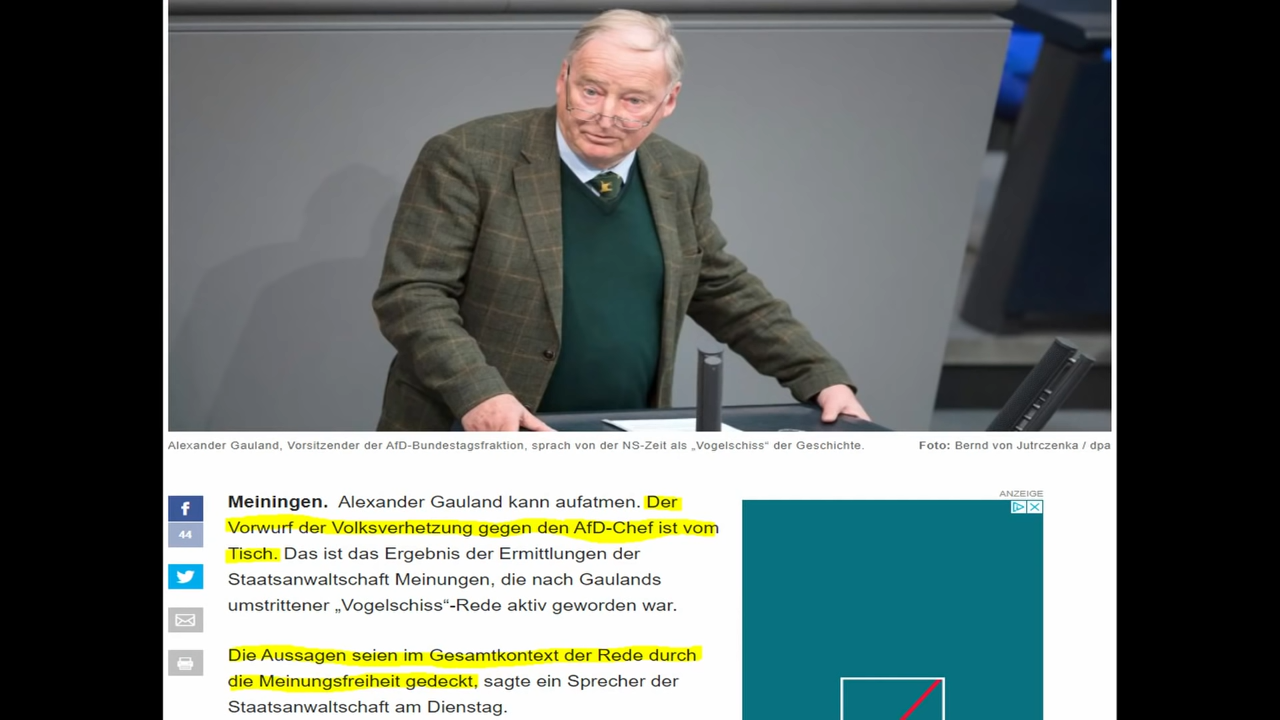 Alexander Gauland, Vorsitzender der AfD-Bundestagsfraktion, sprach von der NS-Zeit als „Vogelschiss“ der Geschichte.
Foto: Bernd von Jutrczenka / dpa
ANZEIGE
f
44
Meiningen. Alexander Gauland kann aufatmen. Der
Vorwurf der Volksverhetzung gegen den AfD-Chef ist vom
Tisch. Das ist das Ergebnis der Ermittlungen der
Staatsanwaltschaft Meinungen, die nach Gaulands
umstrittener „Vogelschiss“-Rede aktiv geworden war.
Die Aussagen seien im Gesamtkontext der Rede durch
die Meinungsfreiheit gedeckt, sagte ein Sprecher der
Staatsanwaltschaft am Dienstag.